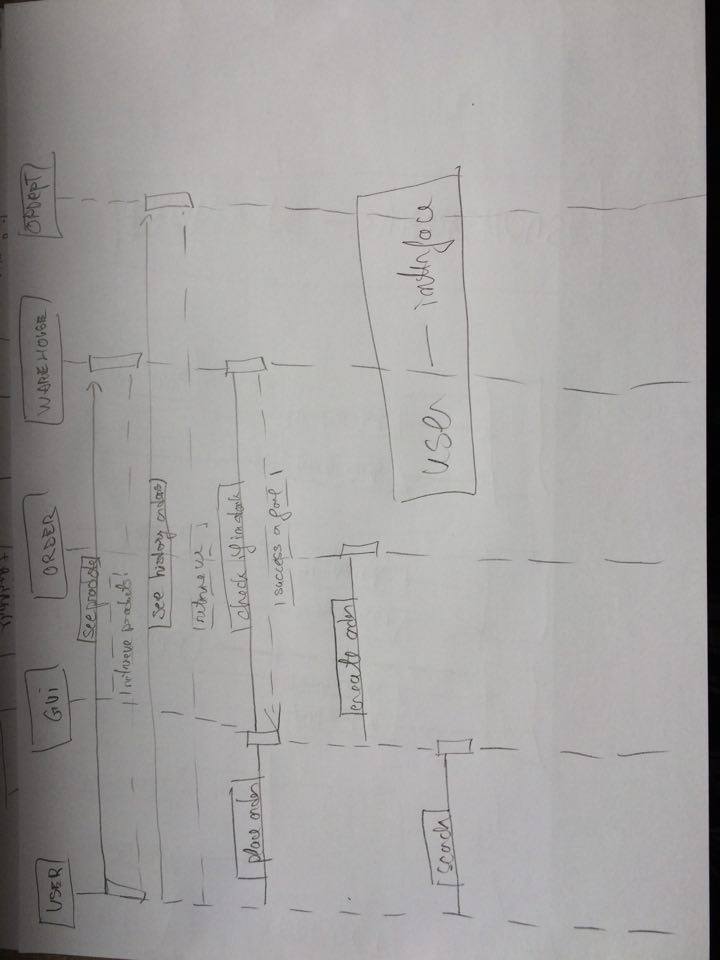 USER
GUI
ORDER
WAREHOUSE
ORDEPT
see products
retrieve products
see history orders
retrieve
check if in stock
place order
success or fail
create order
search
user - interface